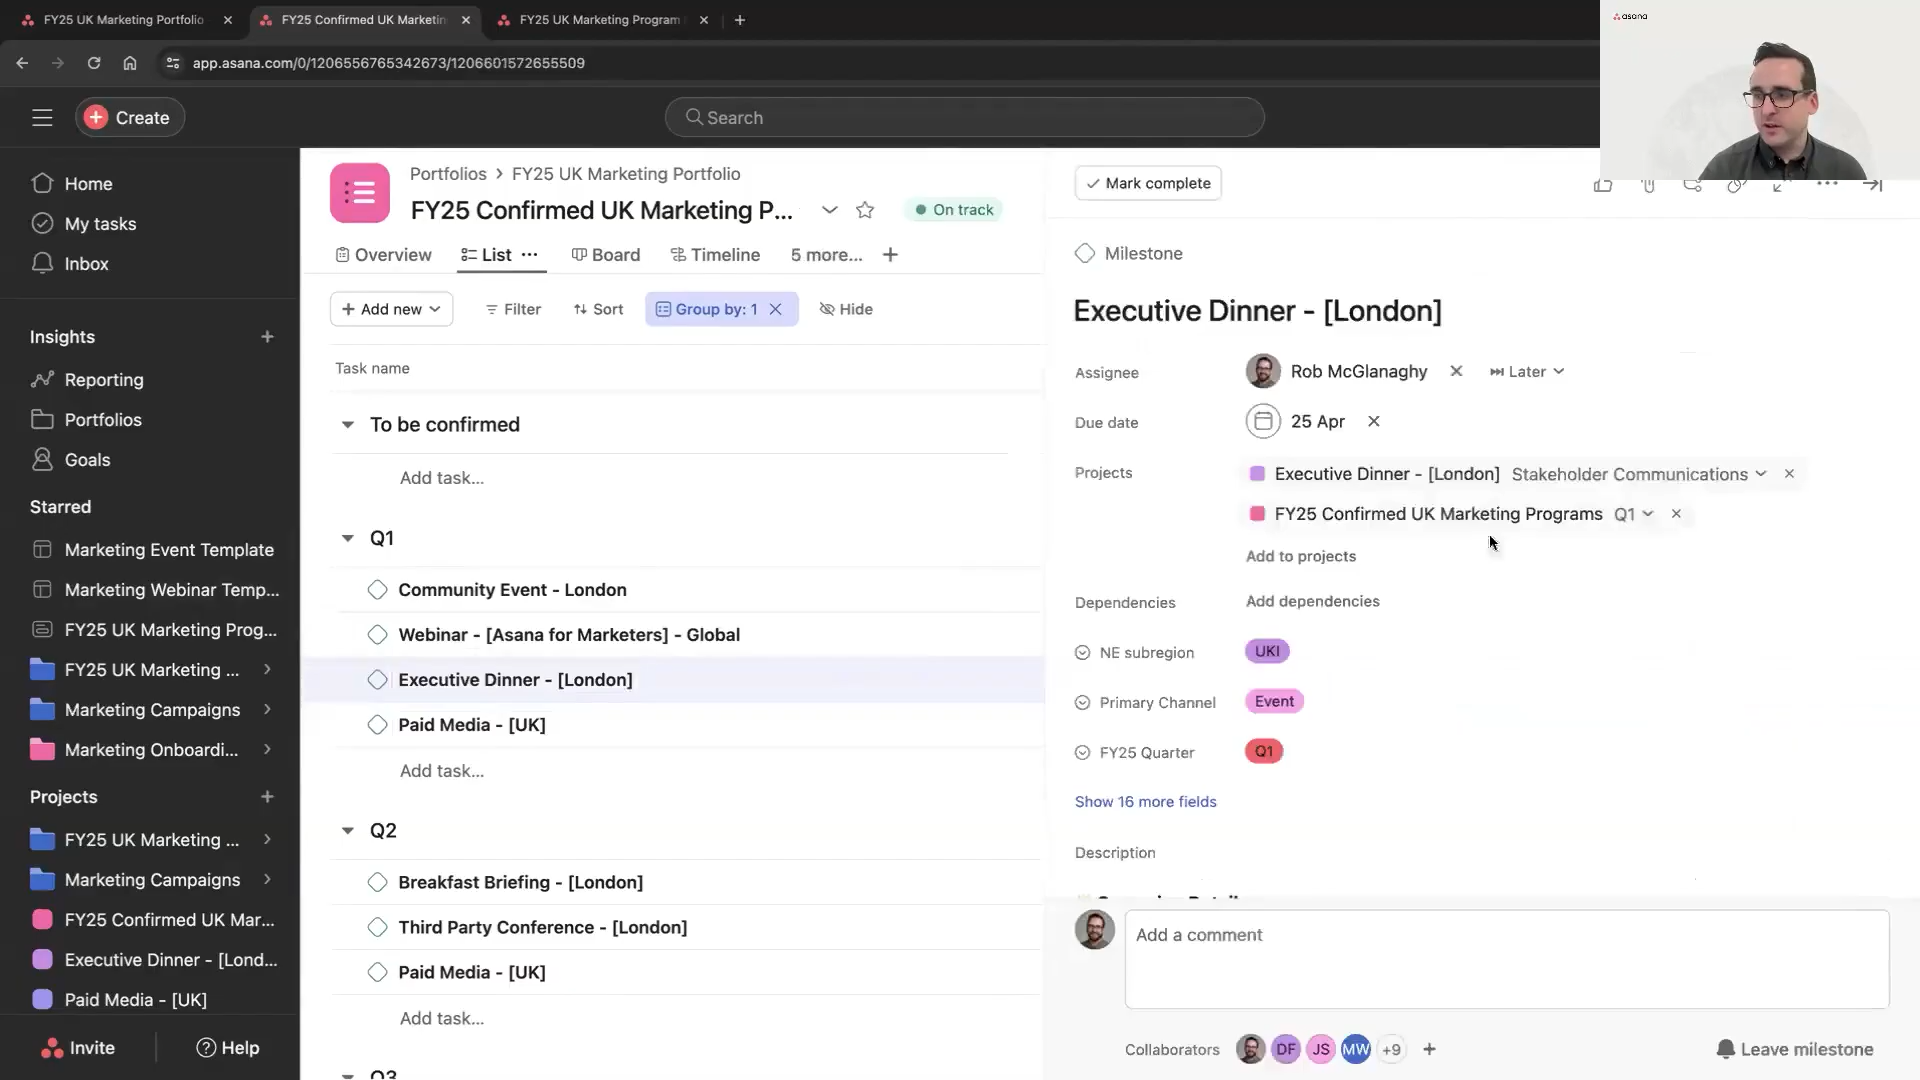 FY25 UK Marketing Portfolio
FY25 Confirmed UK Marketin
FY25 UK Marketing Program
app.asana.com/0/1206556765342673/1206601572655509
asana
Create
Search
Home
My tasks
Inbox
Insights
Reporting
Portfolios
Goals
Starred
Marketing Event Template
Marketing Webinar Temp...
FY25 UK Marketing Prog...
FY25 UK Marketing ...
Marketing Campaigns
Marketing Onboardi...
Projects
FY25 UK Marketing ...
Marketing Campaigns
FY25 Confirmed UK Mar...
Executive Dinner - [Lond...
Paid Media - [UK]
Invite
Help
Portfolios > FY25 UK Marketing Portfolio
FY25 Confirmed UK Marketing P...
On track
Overview
List
Board
Timeline
5 more...
Add new
Filter
Sort
Group by: 1
Hide
Task name
To be confirmed
Add task...
Q1
Community Event - London
Webinar - [Asana for Marketers] - Global
Executive Dinner - [London]
Paid Media - [UK]
Add task...
Q2
Breakfast Briefing - [London]
Third Party Conference - [London]
Paid Media - [UK]
Add task...
Q3
Mark complete
Milestone
Executive Dinner - [London]
Assignee
Rob McGlanaghy
Later
Due date
25 Apr
Projects
Executive Dinner - [London] Stakeholder Communications
FY25 Confirmed UK Marketing Programs Q1
Add to projects
Dependencies
Add dependencies
NE subregion
UKI
Primary Channel
Event
FY25 Quarter
Q1
Show 16 more fields
Description
Add a comment
Collaborators
DF
JS
MW
+9
Leave milestone